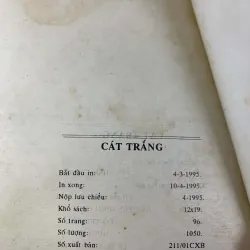 CÁT TRẮNG
Bắt đầu in: 4-3-1995.
In xong: 10-4-1995.
Nộp lưu chiểu: 4-1995.
Khổ sách: 12x19.
Số trang: 96.
Số lượng: 1050.
Số xuất bản: 211/01CXB